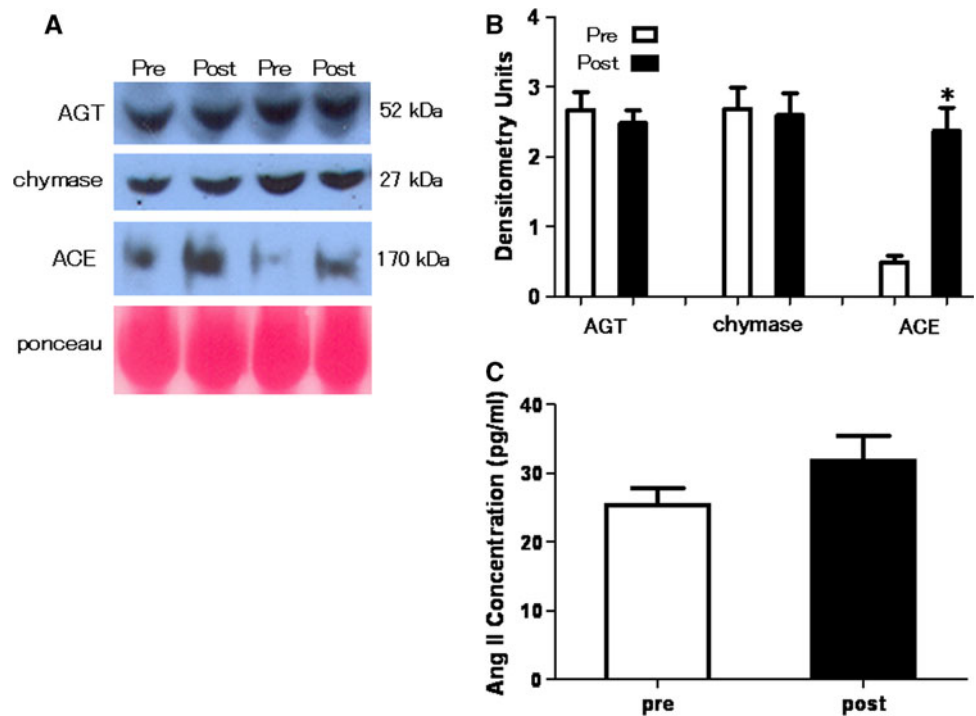 A
Pre Post Pre Post
AGT 52 kDa
chymase 27 kDa
ACE 170 kDa
ponceau
B
Densitometry Units
4
3
2
1
0
Pre
Post
*
AGT chymase ACE
C
Ang II Concentration (pg/ml)
40
30
20
10
0
pre post